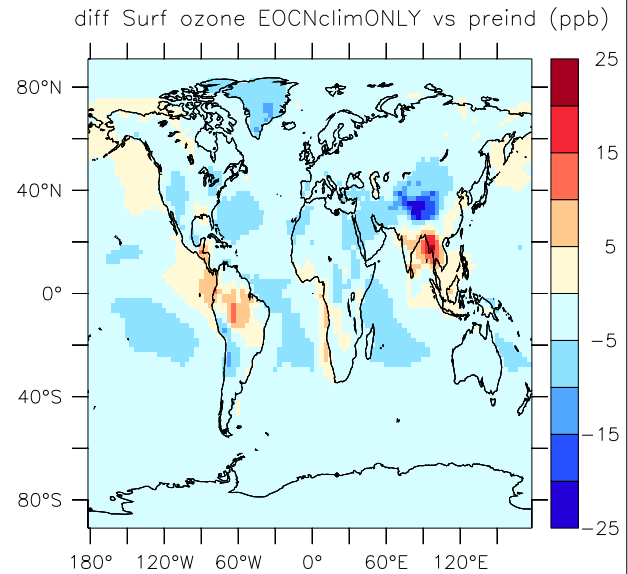 diff Surf ozone EOCNclimONLY vs preind (ppb)
80°N
40°N
0°
40°S
80°S
180° 120°W 60°W 0° 60°E 120°E
25
15
5
−5
−15
−25